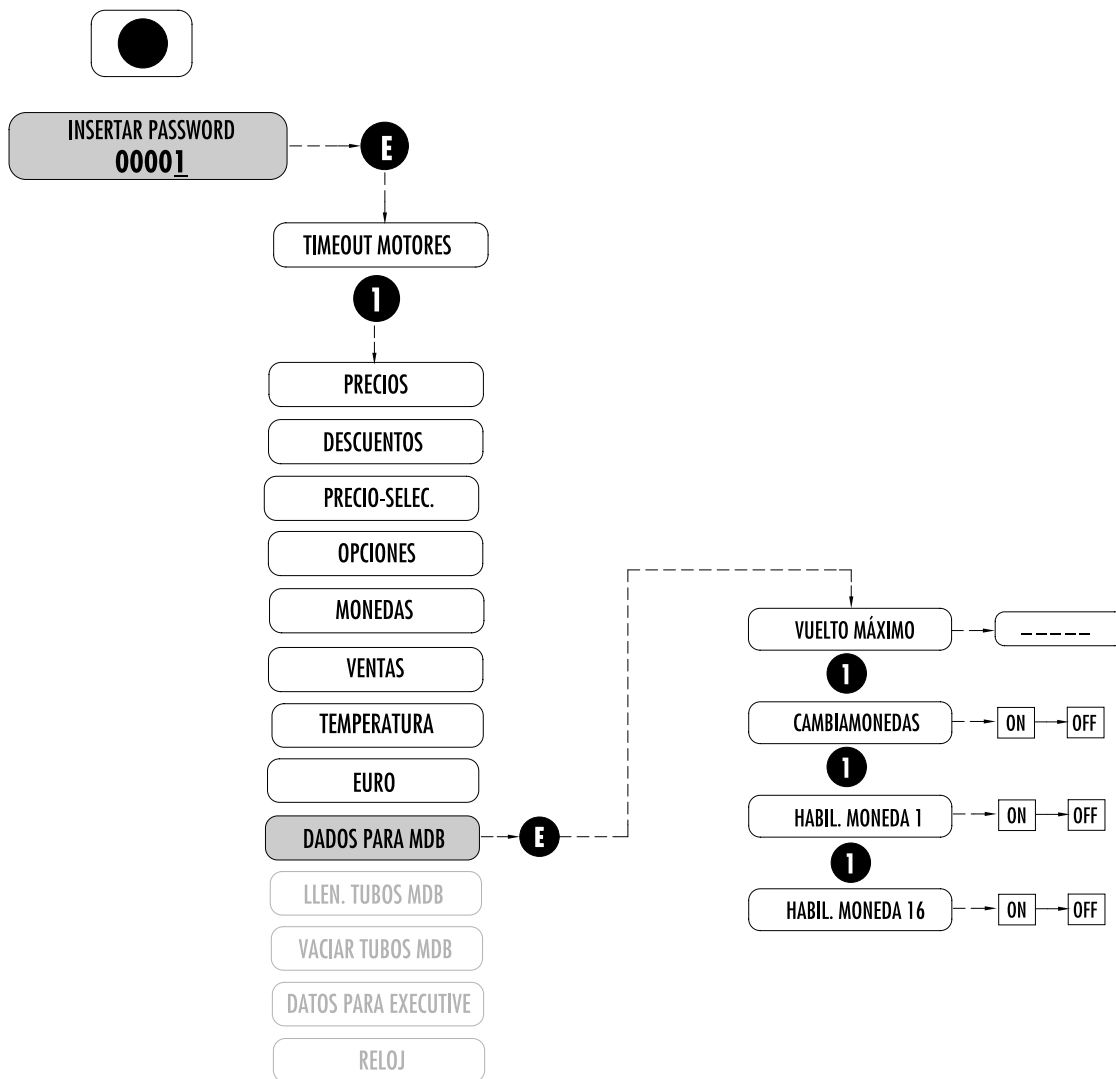 INSERTAR PASSWORD
00001
E
TIMEOUT MOTORES
1
PRECIOS
DESCUENTOS
PRECIO-SELEC.
OPCIONES
MONEDAS
VENTAS
TEMPERATURA
EURO
DADOS PARA MDB
E
LLEN. TUBOS MDB
VACIAR TUBOS MDB
DATOS PARA EXECUTIVE
RELOJ
VUELTO MÁXIMO
_ _ _ _ _
1
CAMBIAMONEDAS
ON
OFF
1
HABIL. MONEDA 1
ON
OFF
1
HABIL. MONEDA 16
ON
OFF